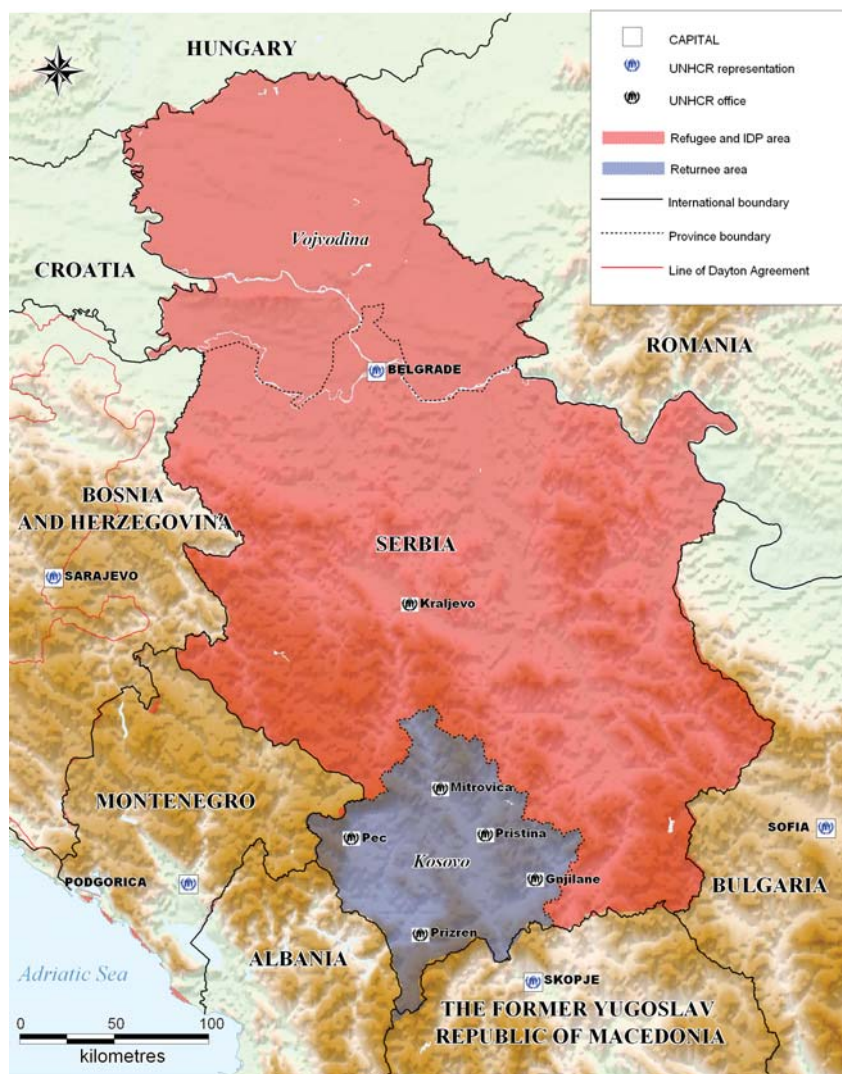 HUNGARY
CAPITAL
UNHCR representation
UNHCR office
Refugee and IDP area
Returnee area
International boundary
Province boundary
Line of Dayton Agreement
Vojvodina
CROATIA
ROMANIA
BELGRADE
BOSNIA
AND HERZEGOVINA
SERBIA
SARAJEVO
Kraljevo
MONTENEGRO
Mitrovica
Pec
Pristina
SOFIA
Kosovo
PODGORICA
Gnjilane
BULGARIA
Prizren
ALBANIA
Adriatic Sea
SKOPJE
THE FORMER YUGOSLAV
REPUBLIC OF MACEDONIA
0 50 100
kilometres